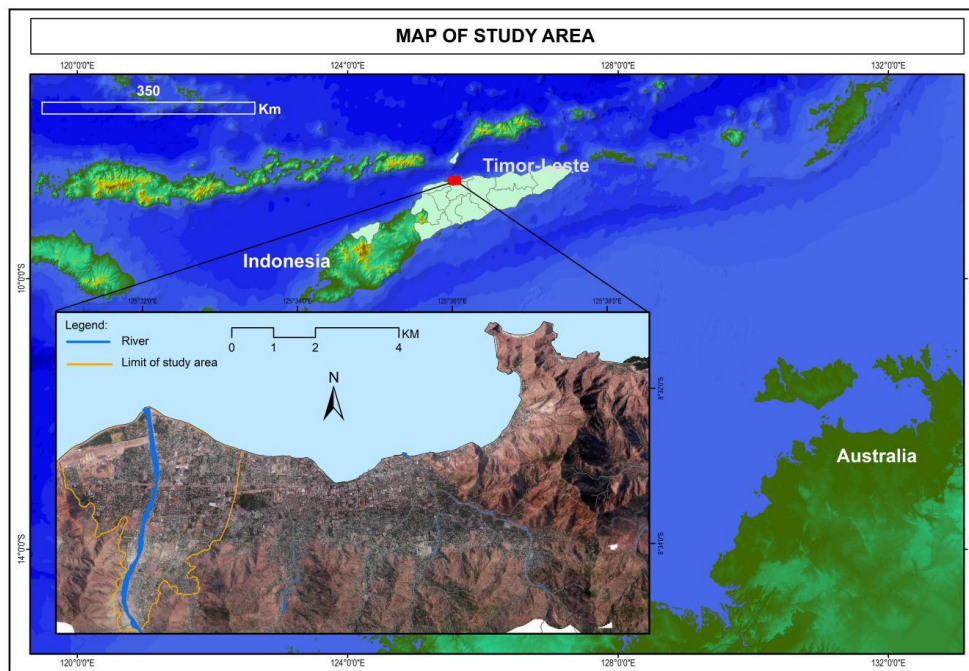 MAP OF STUDY AREA
120°0'0"E 124°0'0"E 128°0'0"E 132°0'0"E
350
Km
Timor-Leste
Indonesia
10°0'0"S
125°32'0"E 125°34'0"E 125°36'0"E 125°38'0"E
Legend:
River
Limit of study area
KM
0 1 2 4
N
8°32'0"S
Australia
14°0'0"S
8°34'0"S
120°0'0"E 124°0'0"E 128°0'0"E 132°0'0"E